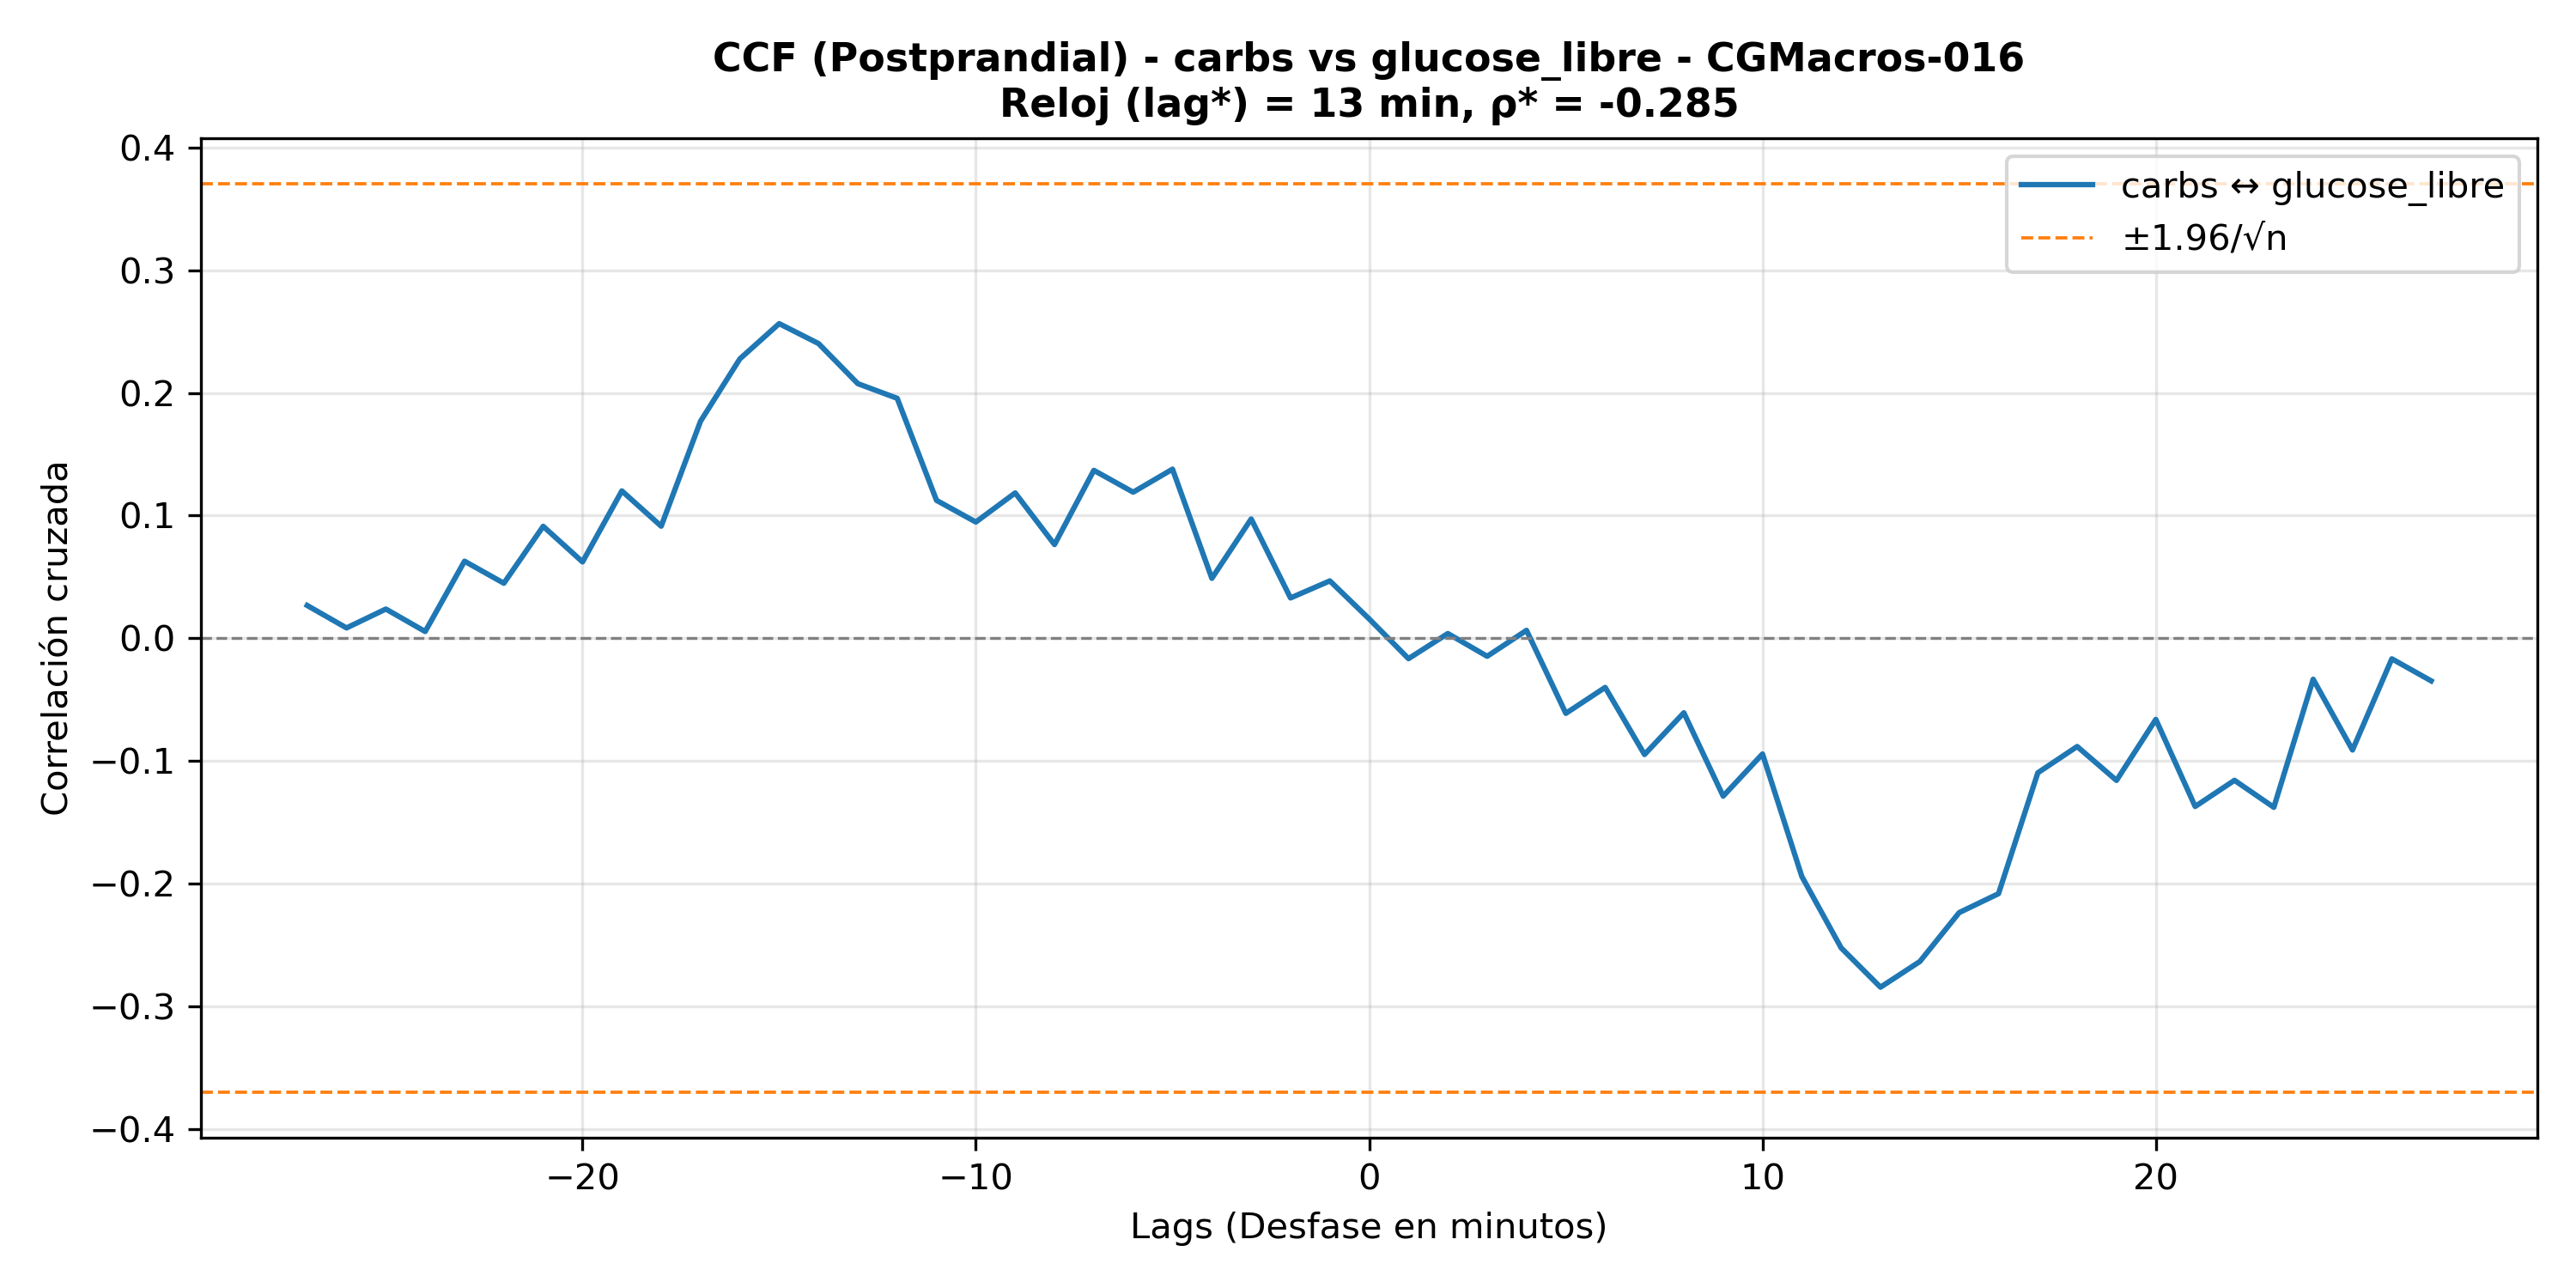 CCF (Postprandial) - carbs vs glucose_libre - CGMacros-016
Reloj (lag*) = 13 min, ρ* = -0.285
0.4
0.3
0.2
0.1
0.0
−0.1
−0.2
−0.3
−0.4
Correlación cruzada
carbs ↔ glucose_libre
±1.96/√n
−20
−10
0
10
20
Lags (Desfase en minutos)